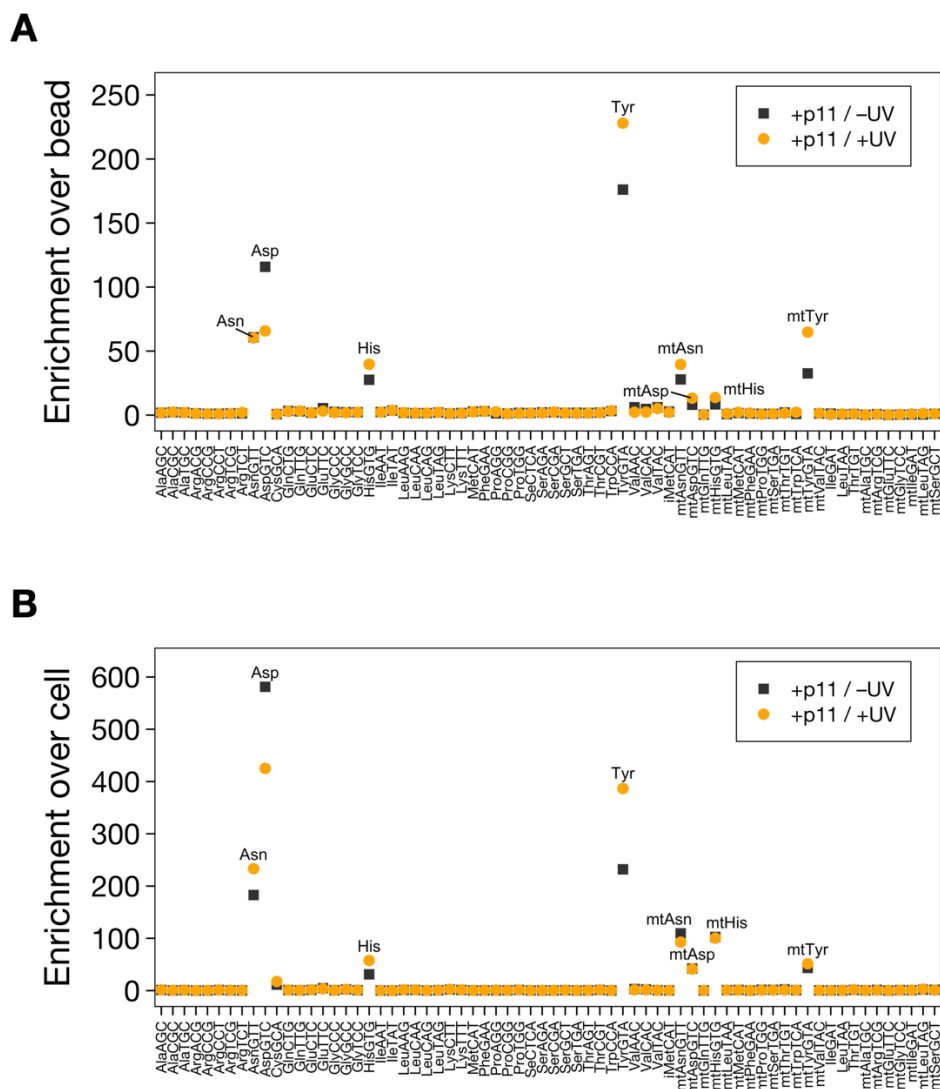 A
Enrichment over bead
250
200
150
100
50
0
+p11 / –UV
+p11 / +UV
Tyr
Asp
Asn
His
mtAsn
mtAsp
mtHis
mtTyr
AlaAGC
AlaCGC
AlaTGC
ArgACG
ArgCCG
ArgCCT
ArgTCG
ArgTCT
AsnGTT
AspGTC
CysGCA
GlnCTG
GlnTTG
GluCTC
GluTTC
GlyCCC
GlyGCC
GlyTCC
HisGTG
IleAAT
IleTAT
LeuAAG
LeuCAA
LeuCAG
LeuTAG
LysCTT
LysTTT
MetCAT
PheGAA
ProAGG
ProCGG
ProTGG
SeCTCA
SerAGA
SerCGA
SerGCT
SerTGA
ThrAGT
ThrCGT
TrpCCA
TyrGTA
ValAAC
ValCAC
ValTAC
iMetCAT
mtAsnGTT
mtAspGTC
mtGlnTTG
mtHisGTG
mtLeuTAA
mtMetCAT
mtPheGAA
mtProTGG
mtSerTGA
mtThrTGT
mtTrpTCA
mtTyrGTA
mtValTAC
IleGAT
LeuTAA
ThrTGT
mtAlaTGC
mtArgTCG
mtGluTTC
mtGlyTCC
mtIleGAT
mtLeuTAG
mtSerGCT
B
Enrichment over cell
600
500
400
300
200
100
0
+p11 / –UV
+p11 / +UV
Asp
Tyr
Asn
His
mtAsn
mtHis
mtAsp
mtTyr
AlaAGC
AlaCGC
AlaTGC
ArgACG
ArgCCG
ArgCCT
ArgTCG
ArgTCT
AsnGTT
AspGTC
CysGCA
GlnCTG
GlnTTG
GluCTC
GluTTC
GlyCCC
GlyGCC
GlyTCC
HisGTG
IleAAT
IleTAT
LeuAAG
LeuCAA
LeuCAG
LeuTAG
LysCTT
LysTTT
MetCAT
PheGAA
ProAGG
ProCGG
ProTGG
SeCTCA
SerAGA
SerCGA
SerGCT
SerTGA
ThrAGT
ThrCGT
TrpCCA
TyrGTA
ValAAC
ValCAC
ValTAC
iMetCAT
mtAsnGTT
mtAspGTC
mtGlnTTG
mtHisGTG
mtLeuTAA
mtMetCAT
mtPheGAA
mtProTGG
mtSerTGA
mtThrTGT
mtTrpTCA
mtTyrGTA
mtValTAC
IleGAT
LeuTAA
ThrTGT
mtAlaTGC
mtArgTCG
mtGluTTC
mtGlyTCC
mtIleGAT
mtLeuTAG
mtSerGCT